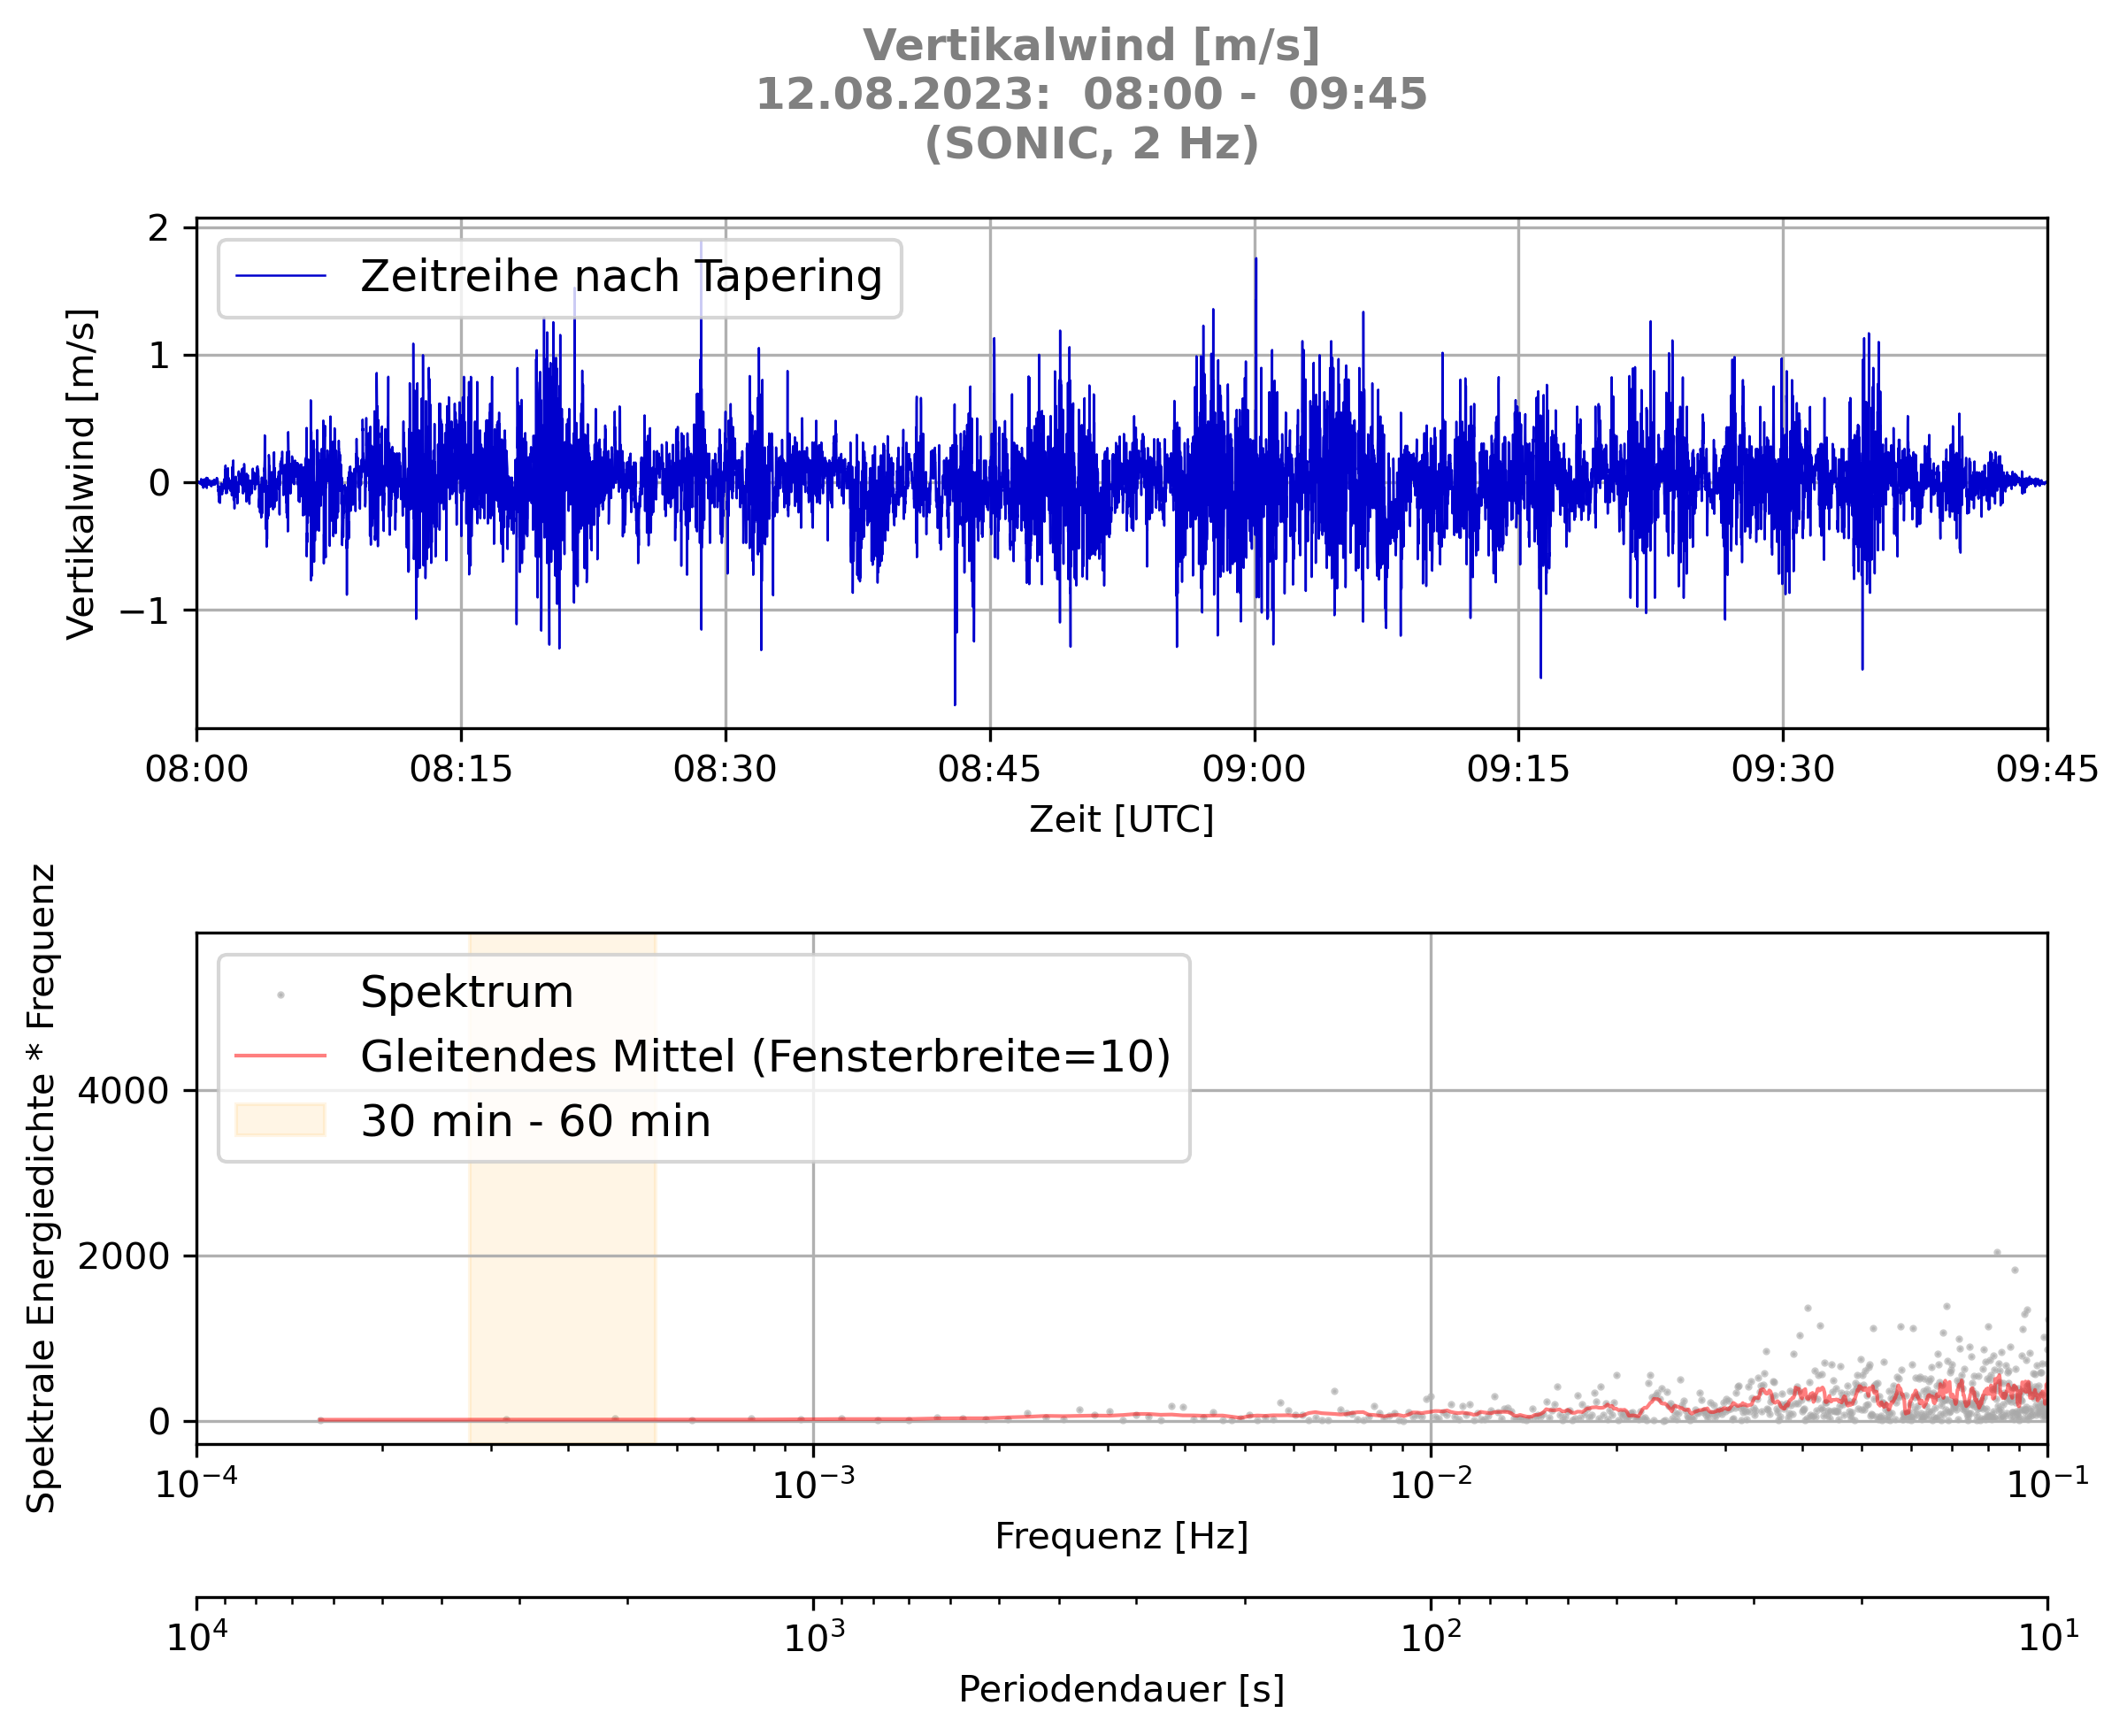 Vertikalwind [m/s]
12.08.2023:  08:00 -  09:45
(SONIC, 2 Hz)
Vertikalwind [m/s]
2
1
0
−1
Zeitreihe nach Tapering
08:00 08:15 08:30 08:45 09:00 09:15 09:30 09:45
Zeit [UTC]
Spektrale Energiedichte * Frequenz
4000
2000
0
Spektrum
Gleitendes Mittel (Fensterbreite=10)
30 min - 60 min
10⁻⁴ 10⁻³ 10⁻² 10⁻¹
Frequenz [Hz]
10⁴ 10³ 10² 10¹
Periodendauer [s]